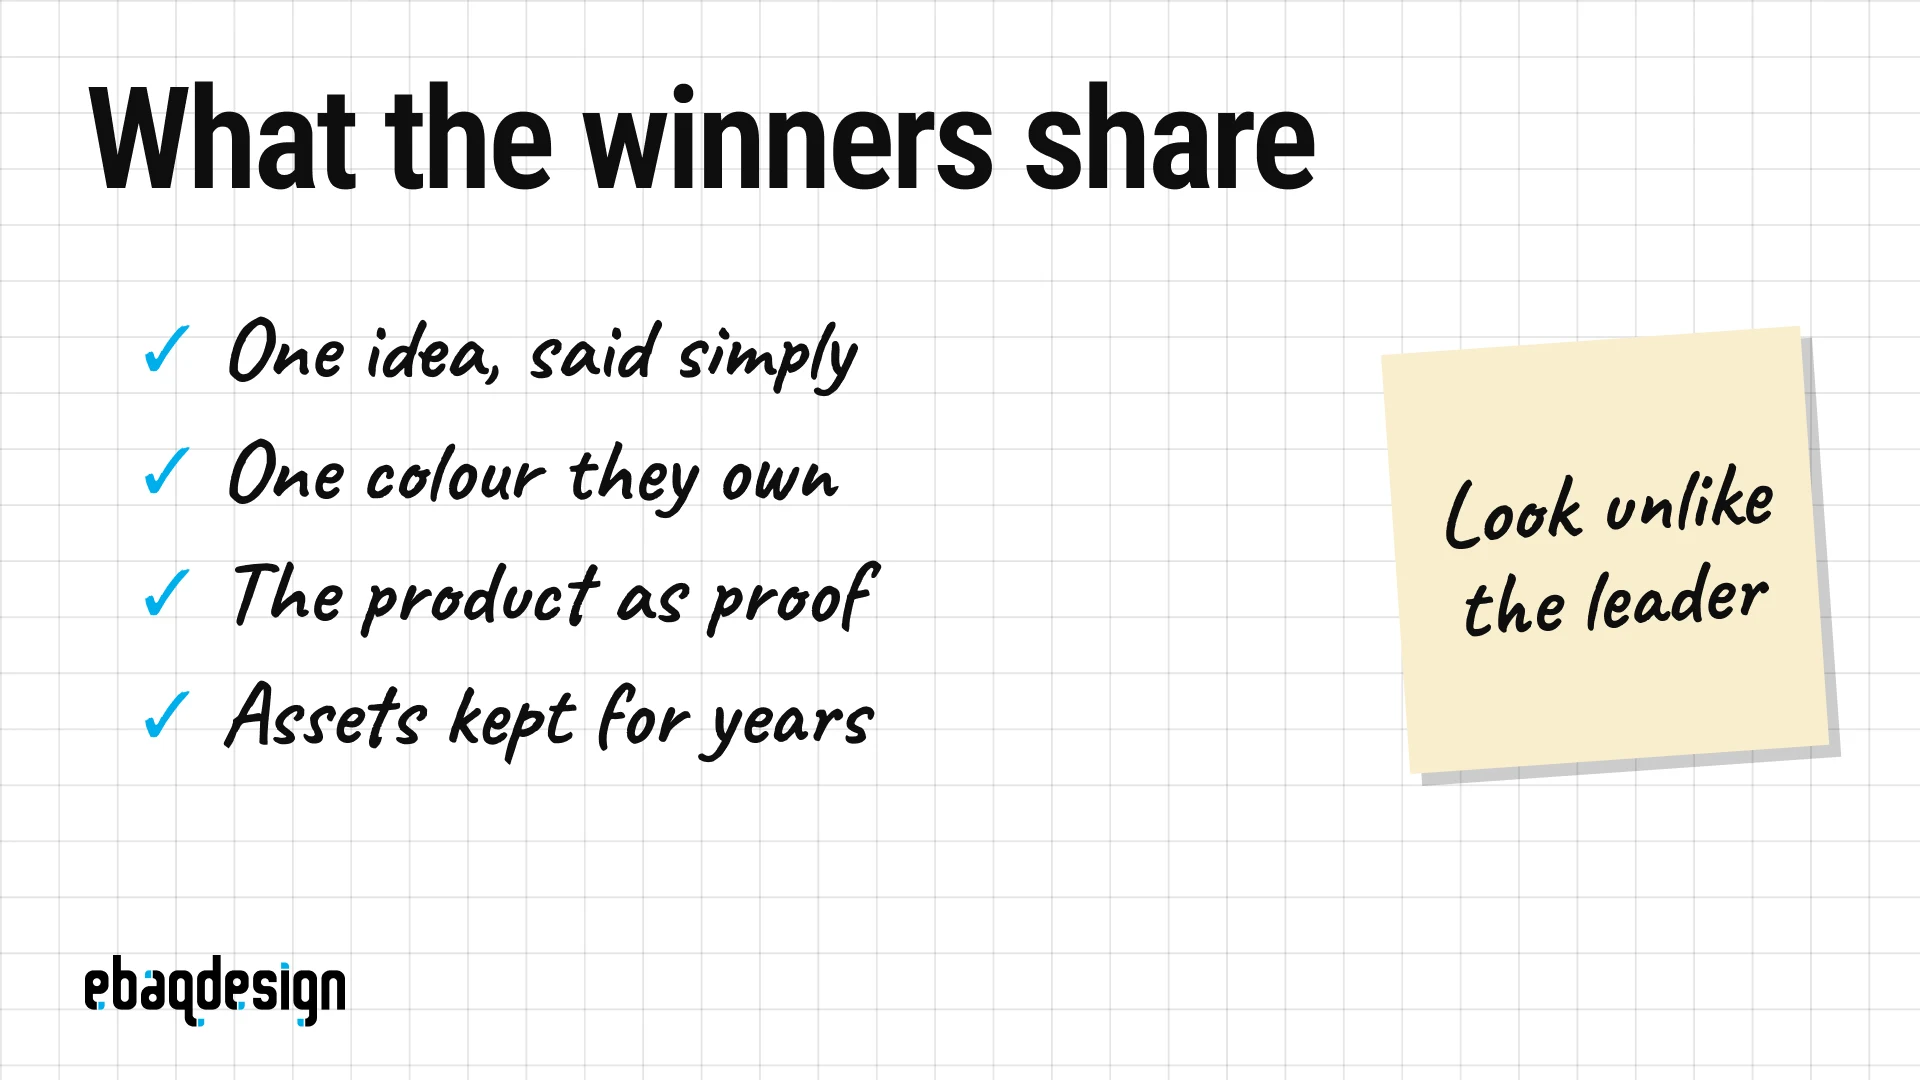 What the winners share
✓ One idea, said simply
✓ One colour they own
✓ The product as proof
✓ Assets kept for years
Look unlike
the leader
ebaqdesign